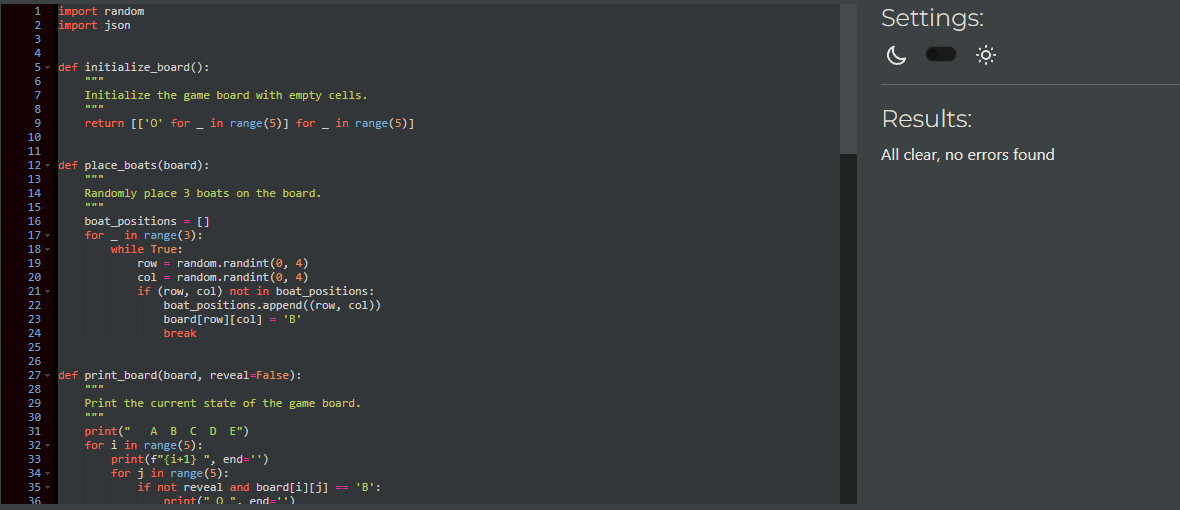 1 import random
2 import json
3
4
5 def initialize_board():
6     """
7     Initialize the game board with empty cells.
8     """
9     return [['O' for _ in range(5)] for _ in range(5)]
10
11
12 def place_boats(board):
13     """
14     Randomly place 3 boats on the board.
15     """
16     boat_positions = []
17     for _ in range(3):
18         while True:
19             row = random.randint(0, 4)
20             col = random.randint(0, 4)
21             if (row, col) not in boat_positions:
22                 boat_positions.append((row, col))
23                 board[row][col] = 'B'
24                 break
25
26
27 def print_board(board, reveal=False):
28     """
29     Print the current state of the game board.
30     """
31     print("   A  B  C  D  E")
32     for i in range(5):
33         print(f"{i+1} ", end='')
34         for j in range(5):
35             if not reveal and board[i][j] == 'B':
36                 print(" O ", end='')
Settings:
Results:
All clear, no errors found